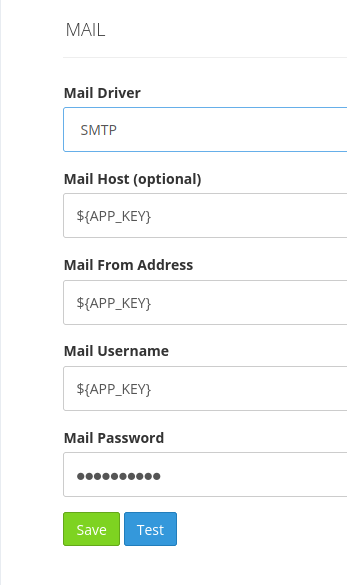 MAIL
Mail Driver
SMTP
Mail Host (optional)
${APP_KEY}
Mail From Address
${APP_KEY}
Mail Username
${APP_KEY}
Mail Password
●●●●●●●●●●
Save Test